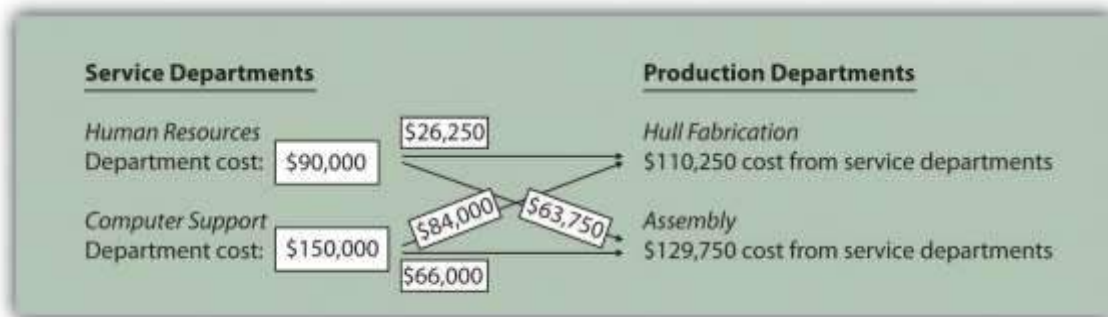 Service Departments
Production Departments
Human Resources
Department cost: $90,000
$26,250
Hull Fabrication
$110,250 cost from service departments
$84,000
$63,750
Computer Support
Department cost: $150,000
$66,000
Assembly
$129,750 cost from service departments